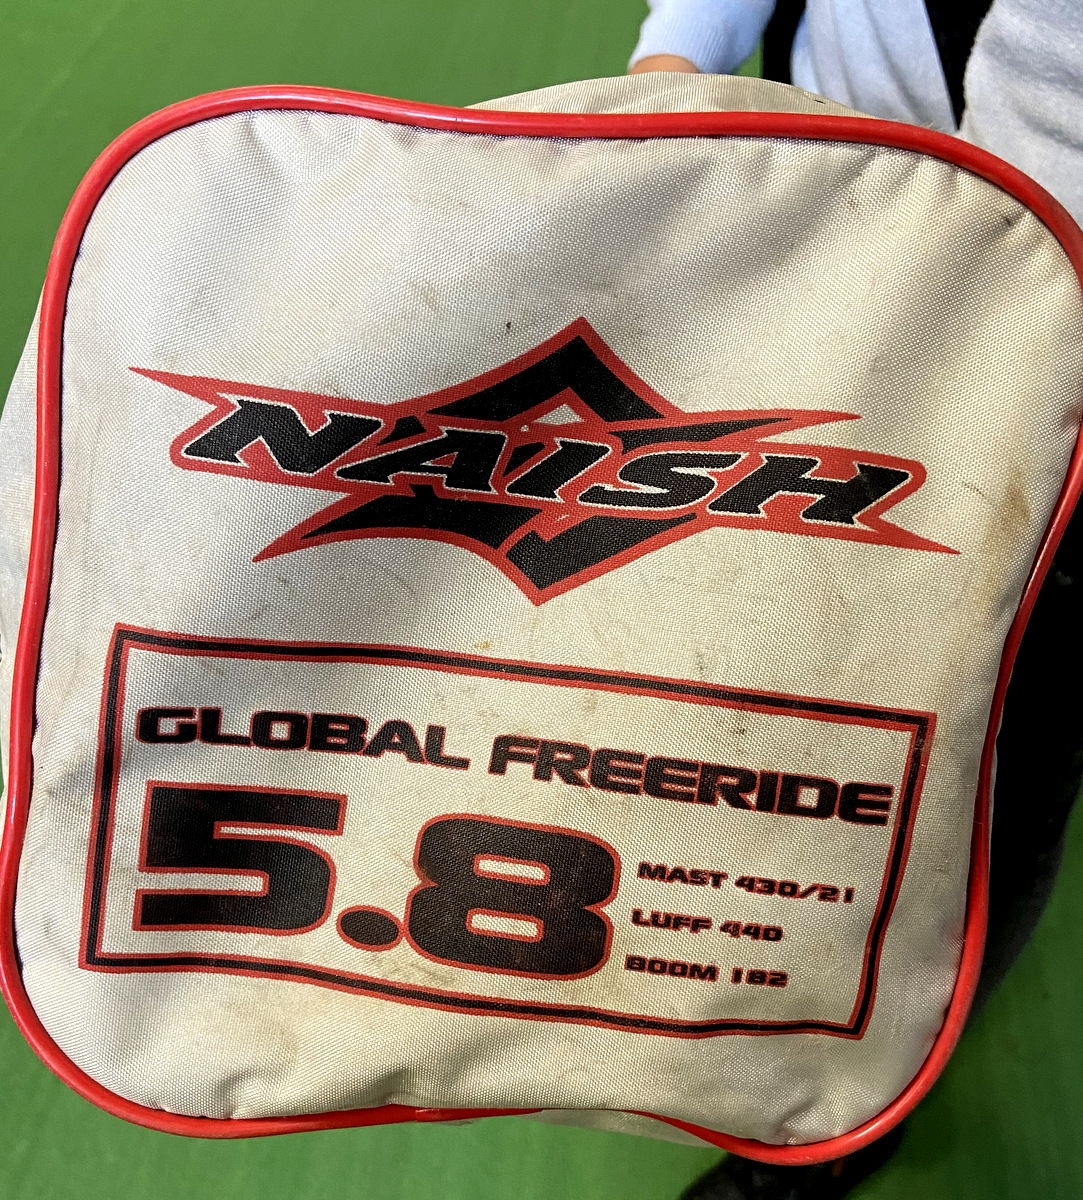 NAISH
GLOBAL FREERIDE
5.8
MAST 430/21
LUFF 440
BOOM 182